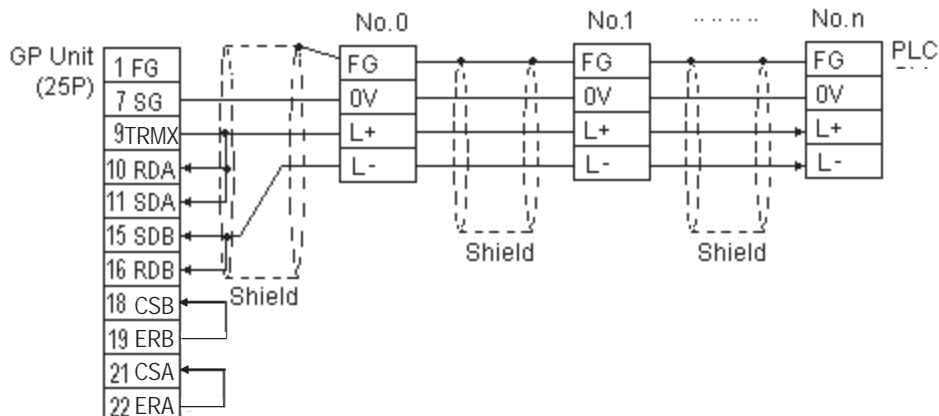 No.0
No.1
No.n
GP Unit
(25P)
PLC
1 FG
7 SG
9 TRMX
10 RDA
11 SDA
15 SDB
16 RDB
18 CSB
19 ERB
21 CSA
22 ERA
FG
0V
L+
L-
FG
0V
L+
L-
FG
0V
L+
L-
Shield
Shield
Shield